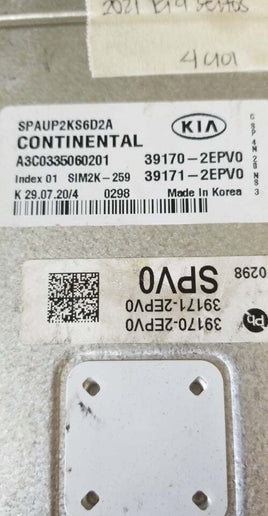 2021 Kia Seltos
SPAUP2KS6D2A
CONTINENTAL
KIA
A3C0335060201
39170-2EPV0
Index 01 SIM2K-259
39171-2EPV0
K 29.07.20/4 0298
Made in Korea
SPV0
39171-2EPV0
39170-2EPV0
0298
Pb